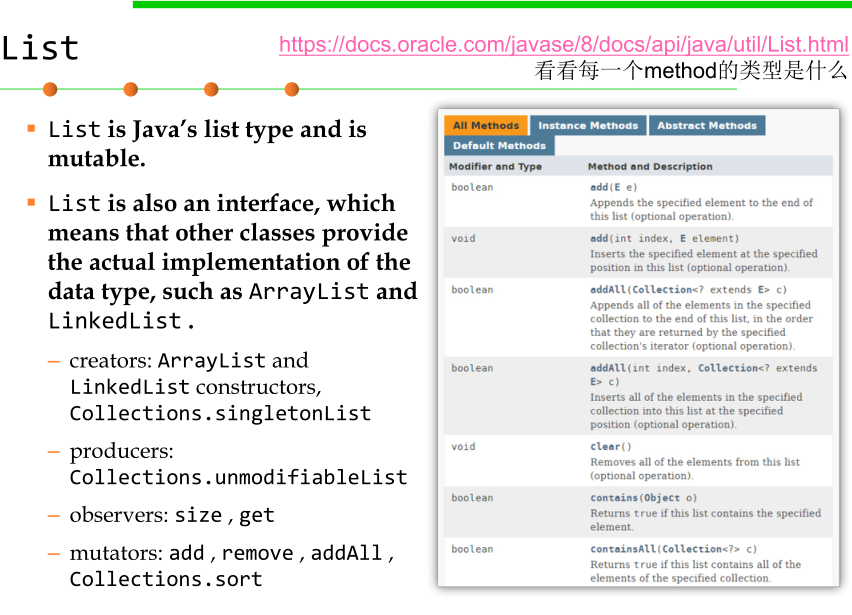 List
https://docs.oracle.com/javase/8/docs/api/java/util/List.html
看看每一个method的类型是什么
List is Java’s list type and is
mutable.
List is also an interface, which
means that other classes provide
the actual implementation of the
data type, such as ArrayList and
LinkedList .
– creators: ArrayList and
LinkedList constructors,
Collections.singletonList
– producers:
Collections.unmodifiableList
– observers: size , get
– mutators: add , remove , addAll ,
Collections.sort
All Methods Instance Methods Abstract Methods
Default Methods
Modifier and Type Method and Description
boolean add(E e)
Appends the specified element to the end of
this list (optional operation).
void add(int index, E element)
Inserts the specified element at the specified
position in this list (optional operation).
boolean addAll(Collection<? extends E> c)
Appends all of the elements in the specified
collection to the end of this list, in the order
that they are returned by the specified
collection's iterator (optional operation).
boolean addAll(int index, Collection<? extends
E> c)
Inserts all of the elements in the specified
collection into this list at the specified
position (optional operation).
void clear()
Removes all of the elements from this list
(optional operation).
boolean contains(Object o)
Returns true if this list contains the specified
element.
boolean containsAll(Collection<?> c)
Returns true if this list contains all of the
elements of the specified collection.